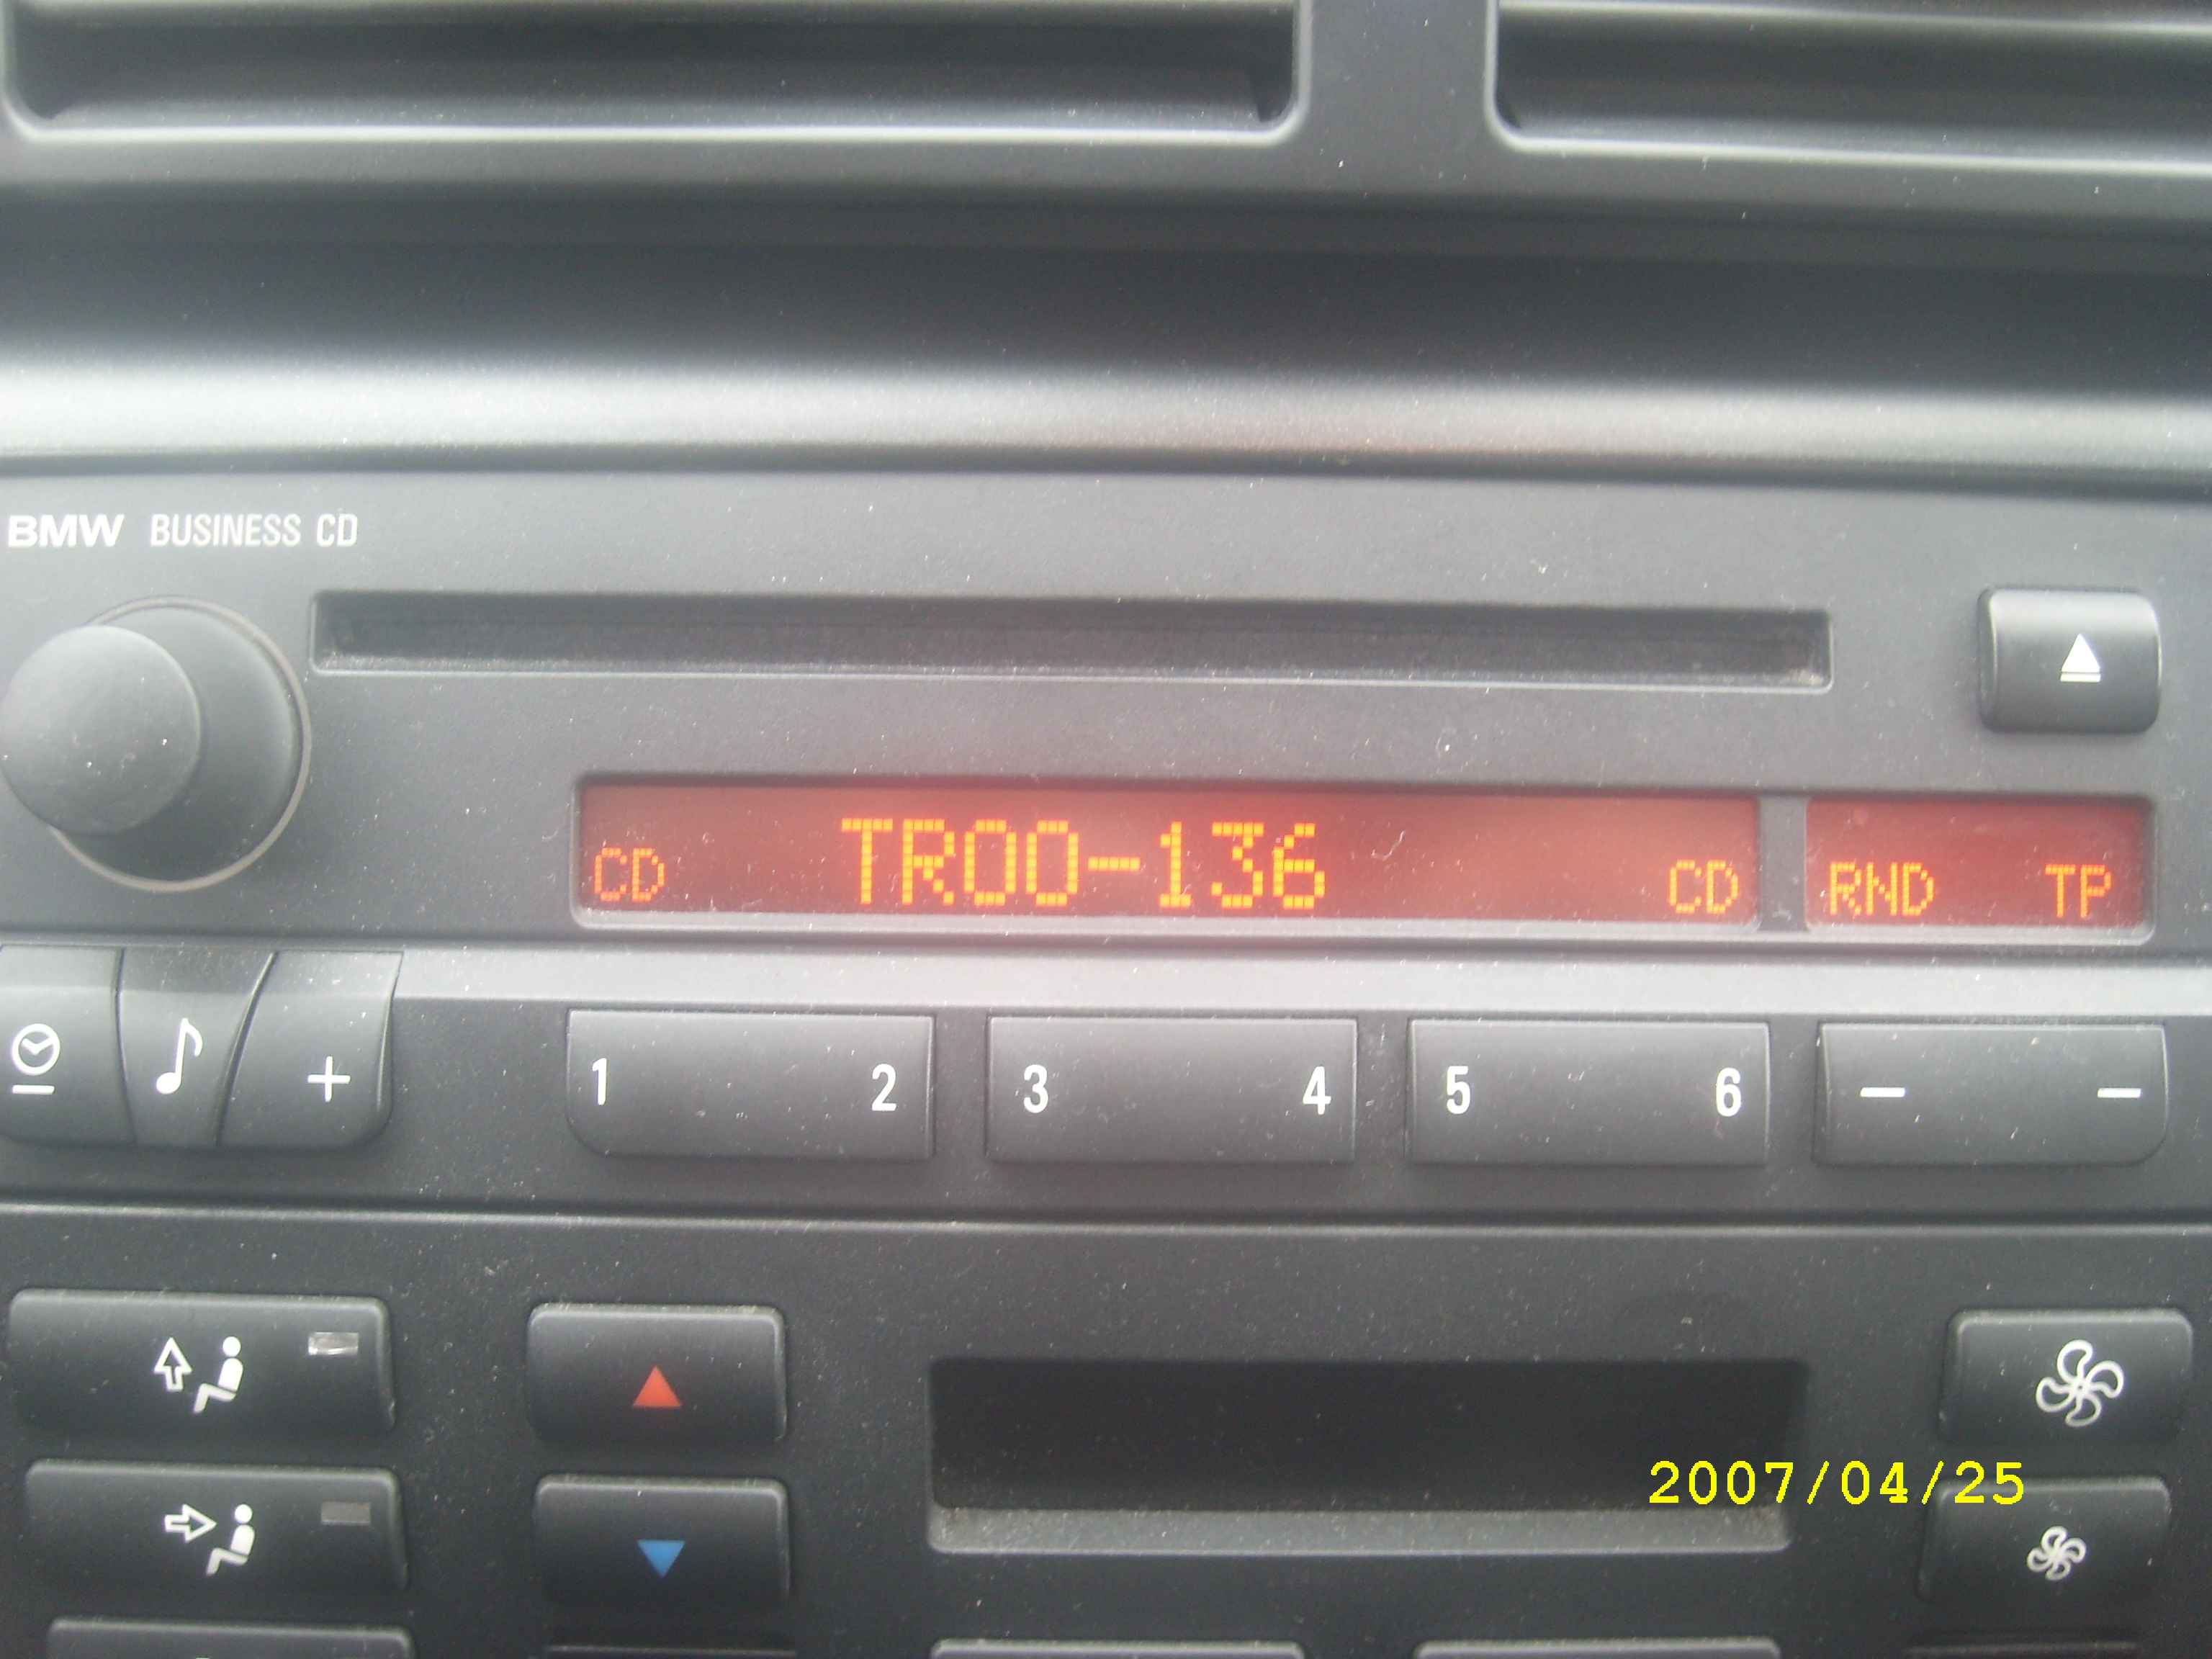 BMW BUSINESS CD
CD TR00-136 CD RND TP
1 2 3 4 5 6
2007/04/25